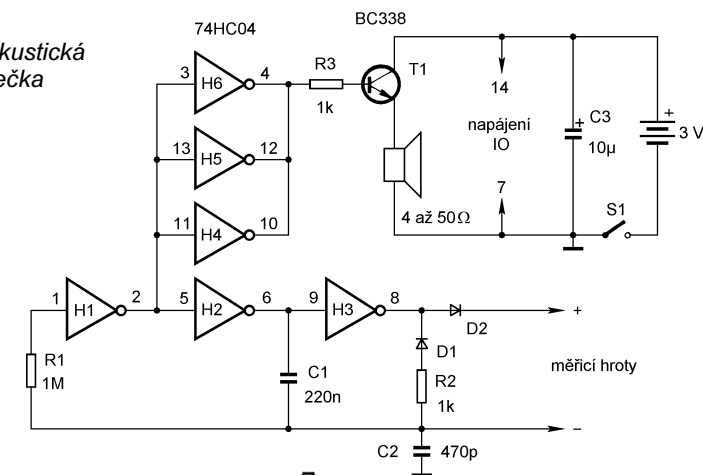 kustická
ečka
74HC04
BC338
3
H6
4
R3
1k
T1
14
napájení
IO
7
C3
+
10µ
+
3 V
13
H5
12
11
H4
10
4 až 50Ω
S1
1
H1
2
5
H2
6
9
H3
8
D2
+
R1
1M
C1
220n
D1
R2
1k
měřicí hroty
–
C2
470p